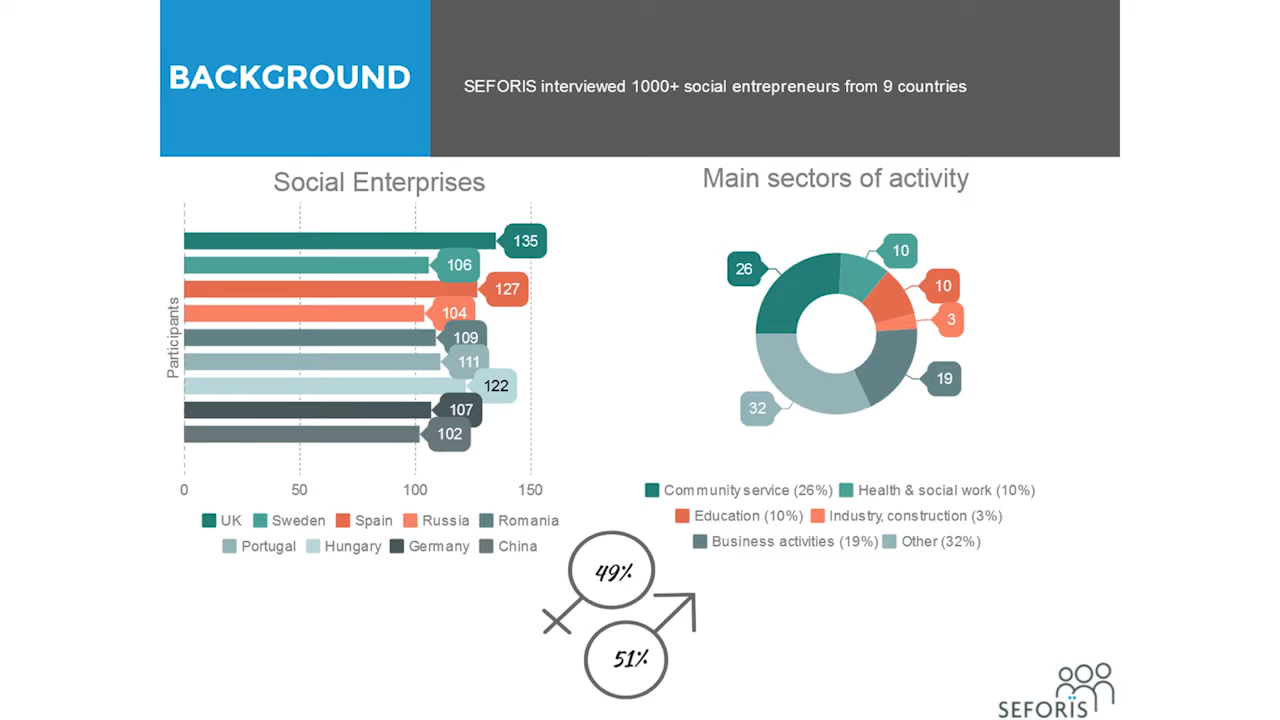 BACKGROUND
SEFORIS interviewed 1000+ social entrepreneurs from 9 countries
Social Enterprises
Participants
135
106
127
104
109
111
122
107
102
0 50 100 150
UK Sweden Spain Russia Romania
Portugal Hungary Germany China
Main sectors of activity
10
26
10
3
19
32
Community service (26%) Health & social work (10%)
Education (10%) Industry, construction (3%)
Business activities (19%) Other (32%)
49%
51%
SEFORÏS